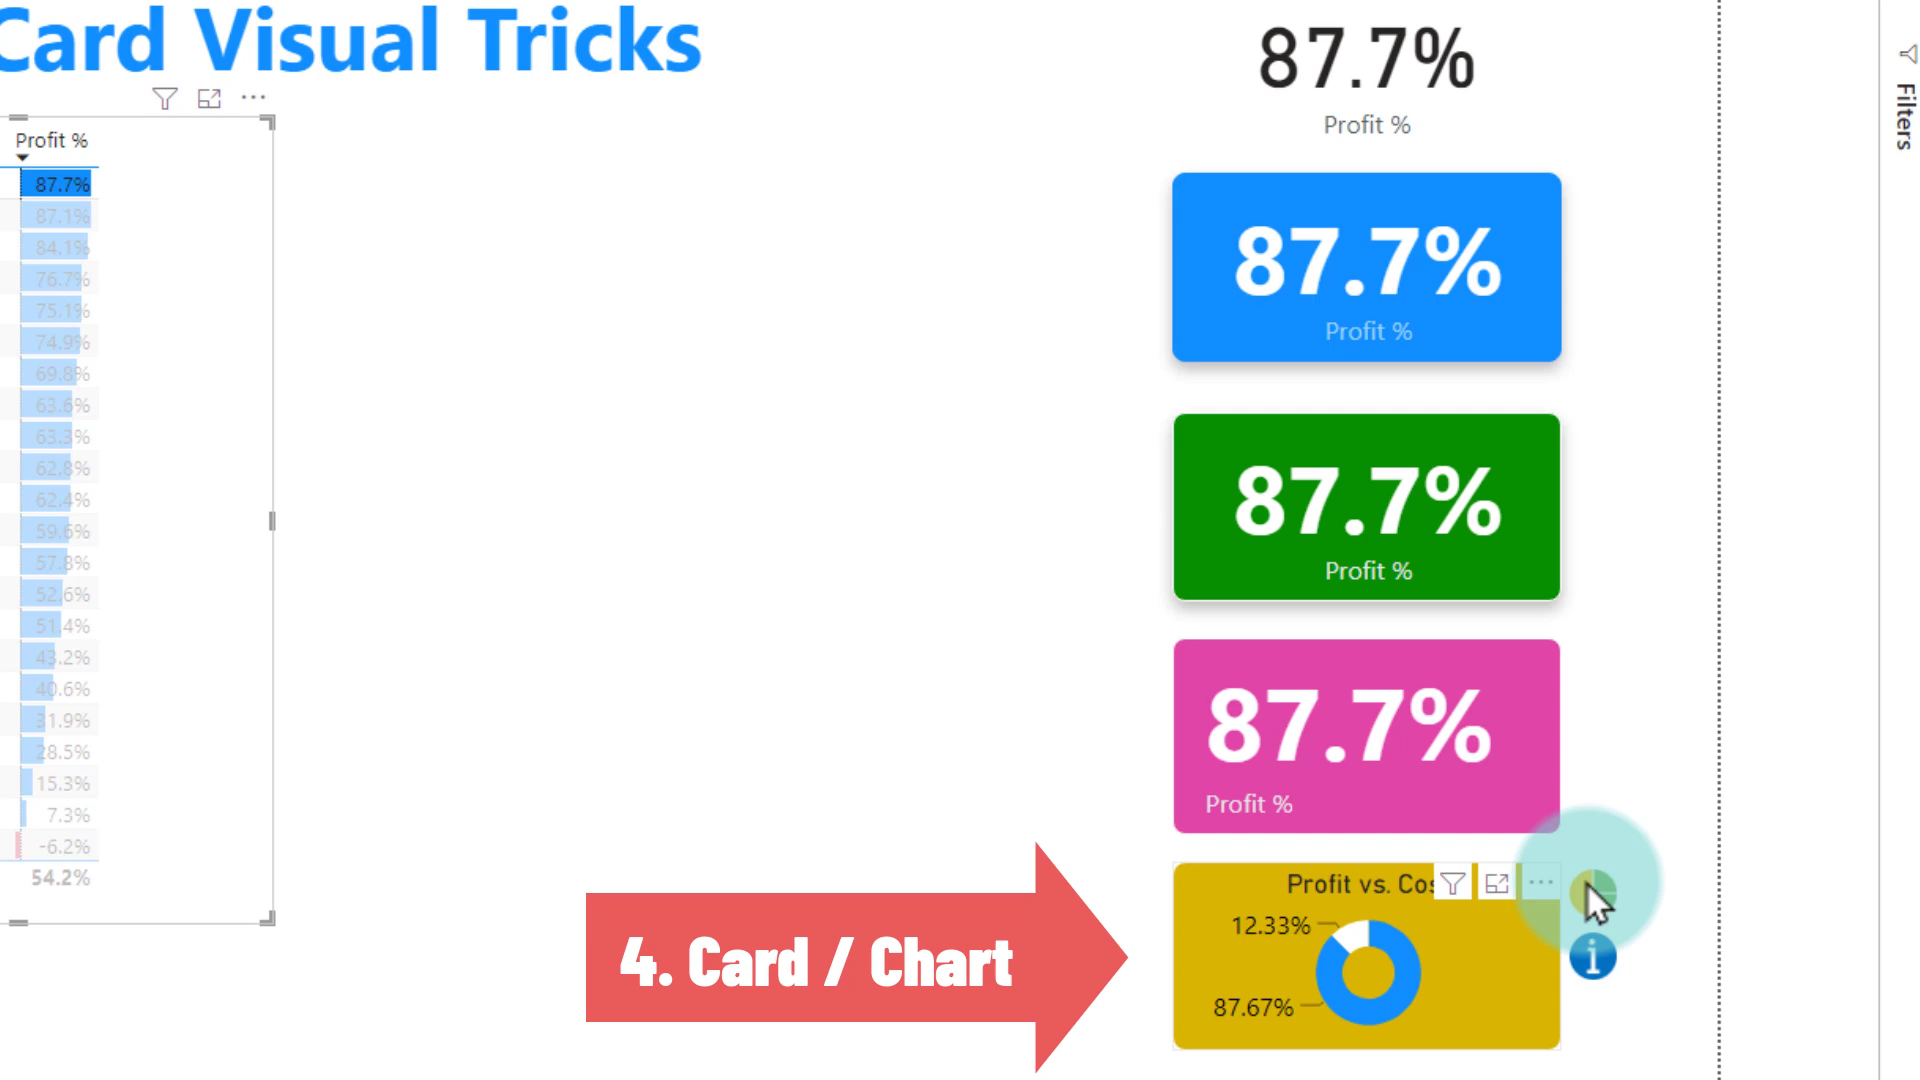 Card Visual Tricks
Profit %
87.7%
87.1%
84.1%
76.7%
75.1%
74.9%
69.8%
63.6%
63.3%
62.8%
62.4%
59.6%
57.8%
52.6%
51.4%
43.2%
40.6%
31.9%
28.5%
15.3%
7.3%
-6.2%
54.2%
87.7%
Profit %
87.7%
Profit %
87.7%
Profit %
87.7%
Profit %
4. Card / Chart
Profit vs. Cos
12.33%
87.67%
i
Filters